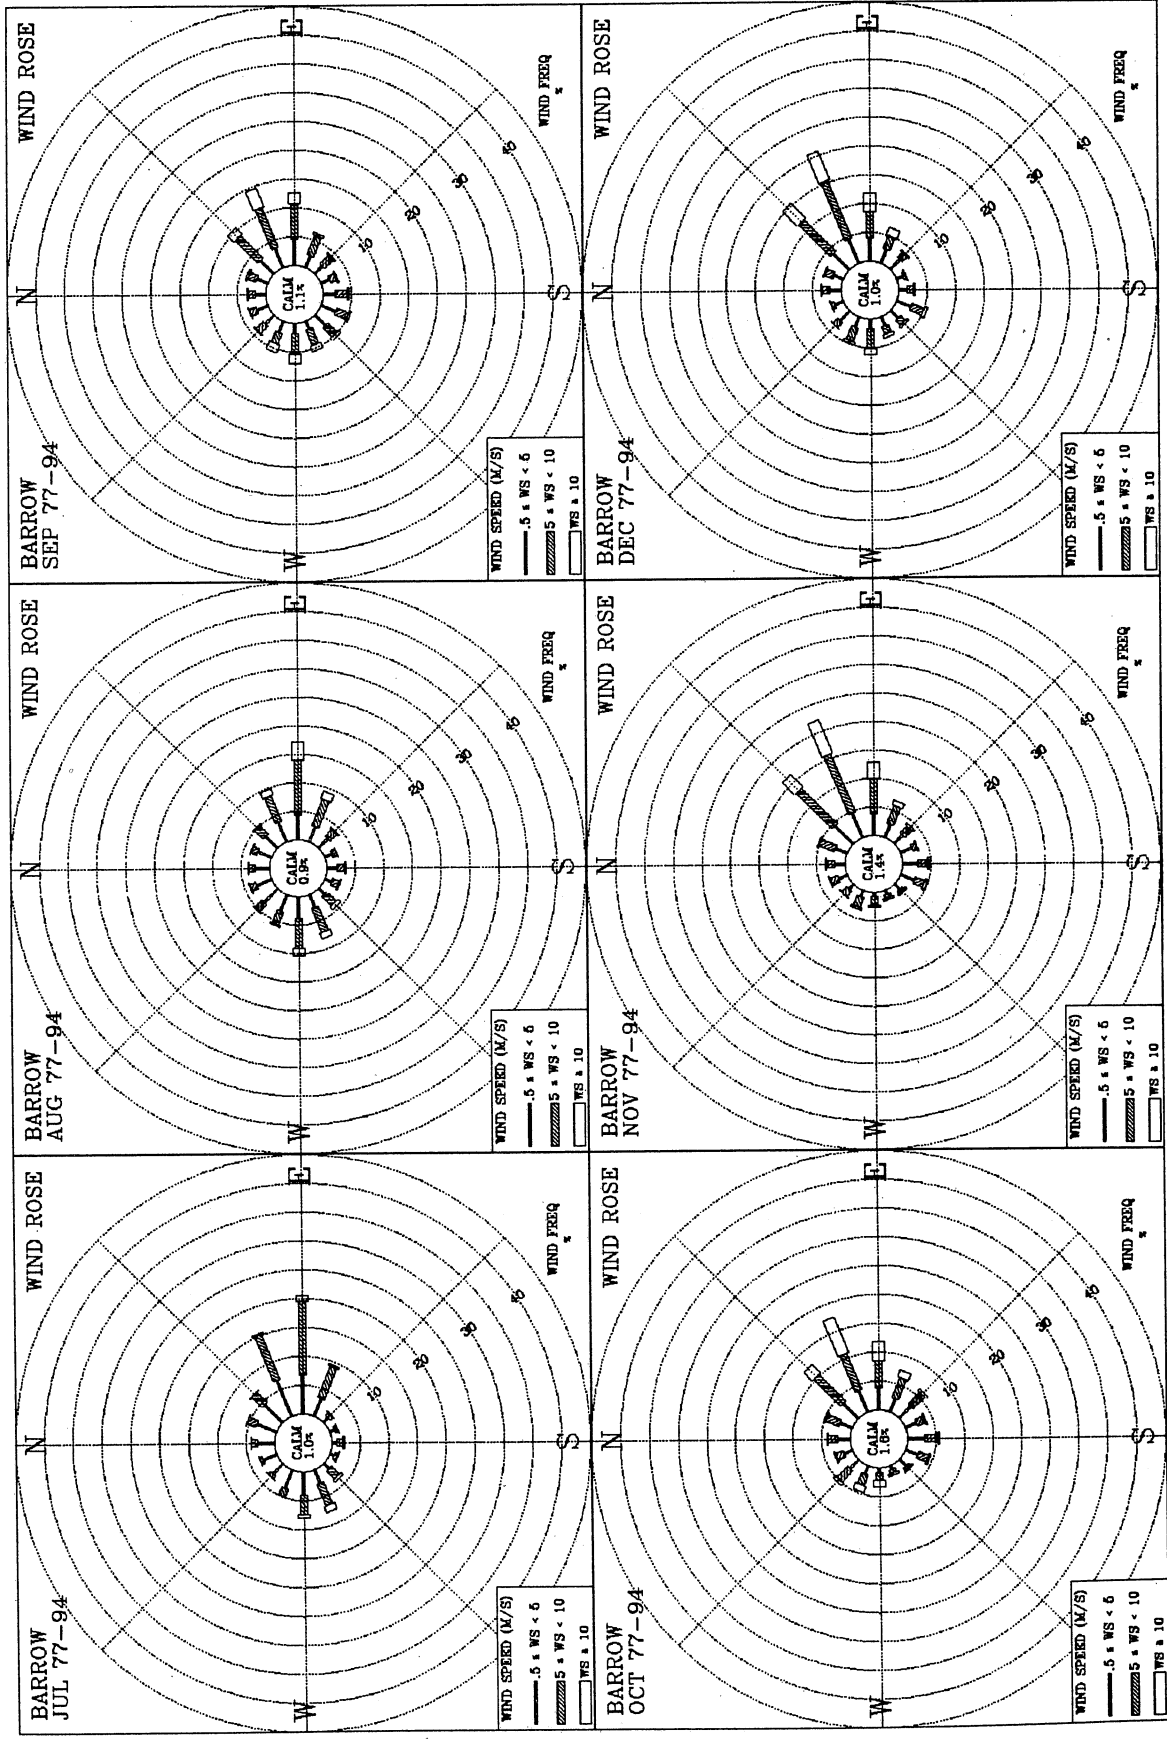 BARROW
JUL 77-94
WIND ROSE
N
W
CALM
1.0%
E
10
20
30
40
S
WIND SPEED (M/S)
.5 ≤ WS < 5
5 ≤ WS < 10
WS ≥ 10
WIND FREQ
%
BARROW
AUG 77-94
WIND ROSE
N
W
CALM
0.9%
E
10
20
30
40
S
WIND SPEED (M/S)
.5 ≤ WS < 5
5 ≤ WS < 10
WS ≥ 10
WIND FREQ
%
BARROW
SEP 77-94
WIND ROSE
N
W
CALM
1.1%
E
10
20
30
40
S
WIND SPEED (M/S)
.5 ≤ WS < 5
5 ≤ WS < 10
WS ≥ 10
WIND FREQ
%
BARROW
OCT 77-94
WIND ROSE
N
W
CALM
1.6%
E
10
20
30
40
S
WIND SPEED (M/S)
.5 ≤ WS < 5
5 ≤ WS < 10
WS ≥ 10
WIND FREQ
%
BARROW
NOV 77-94
WIND ROSE
N
W
CALM
1.4%
E
10
20
30
40
S
WIND SPEED (M/S)
.5 ≤ WS < 5
5 ≤ WS < 10
WS ≥ 10
WIND FREQ
%
BARROW
DEC 77-94
WIND ROSE
N
W
CALM
1.0%
E
10
20
30
40
S
WIND SPEED (M/S)
.5 ≤ WS < 5
5 ≤ WS < 10
WS ≥ 10
WIND FREQ
%